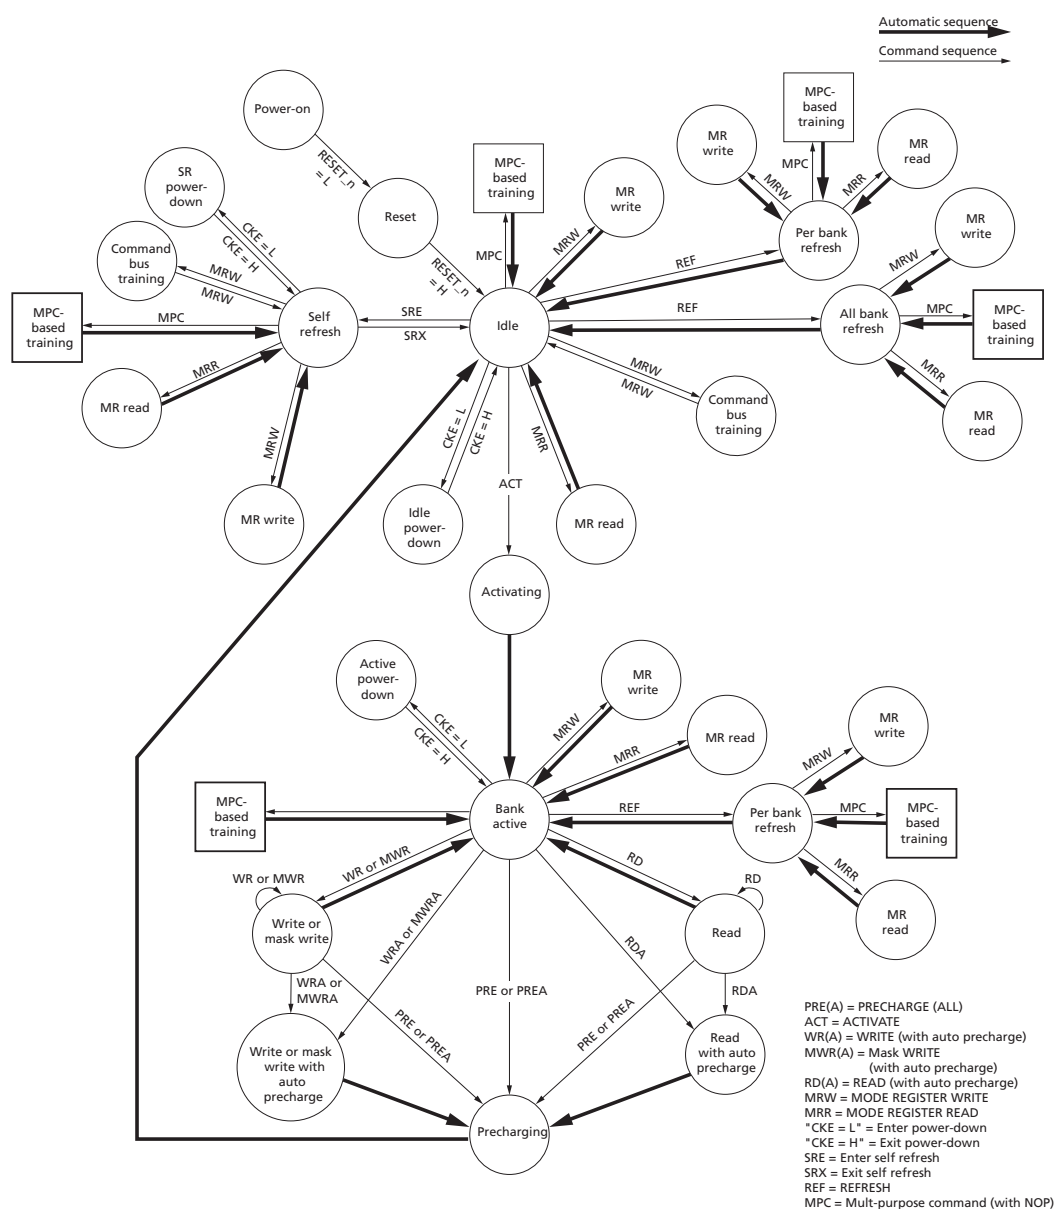 Automatic sequence
Command sequence
Power-on
RESET_n
= L
Reset
RESET_n
= H
SR
power-
down
CKE = L
CKE = H
Command
bus
training
MRW
MRW
MPC-
based
training
MPC
Self
refresh
MRR
MR read
MRW
MR write
SRE
SRX
MPC-
based
training
MPC
MR
write
MRW
Idle
REF
REF
MR
write
MRW
MPC-
based
training
MPC
MR
read
MRR
Per bank
refresh
MR
write
MRW
All bank
refresh
MPC
MPC-
based
training
MRR
MR
read
MRW
MRW
Command
bus
training
CKE = L
CKE = H
Idle
power-
down
ACT
MRR
MR read
Activating
Active
power-
down
CKE = L
CKE = H
MR
write
MRW
MR read
MRR
MPC-
based
training
Bank
active
REF
Per bank
refresh
MR
write
MRW
MPC
MPC-
based
training
MRR
MR
read
WR or MWR
WR or MWR
Write or
mask write
WRA or MWRA
WRA or
MWRA
PRE or PREA
PRE or PREA
RD
RD
Read
RDA
RDA
PRE or PREA
Write or mask
write with
auto
precharge
Read
with auto
precharge
Precharging
PRE(A) = PRECHARGE (ALL)
ACT = ACTIVATE
WR(A) = WRITE (with auto precharge)
MWR(A) = Mask WRITE
(with auto precharge)
RD(A) = READ (with auto precharge)
MRW = MODE REGISTER WRITE
MRR = MODE REGISTER READ
"CKE = L" = Enter power-down
"CKE = H" = Exit power-down
SRE = Enter self refresh
SRX = Exit self refresh
REF = REFRESH
MPC = Mult-purpose command (with NOP)